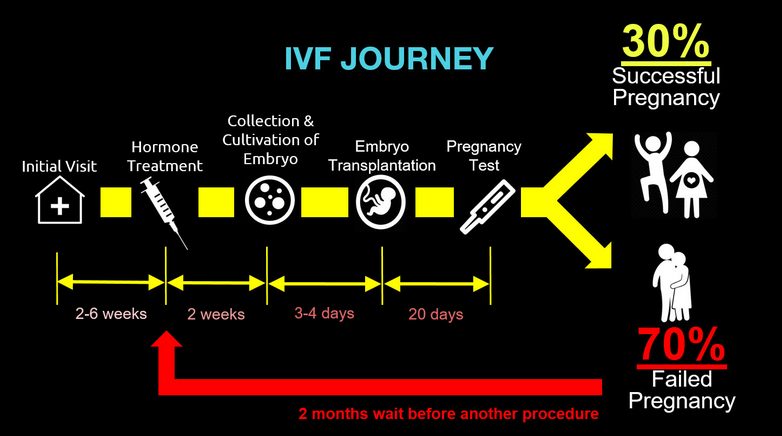 IVF JOURNEY
30%
Successful
Pregnancy
Initial Visit
Hormone
Treatment
Collection &
Cultivation of
Embryo
Embryo
Transplantation
Pregnancy
Test
2-6 weeks
2 weeks
3-4 days
20 days
70%
Failed
Pregnancy
2 months wait before another procedure